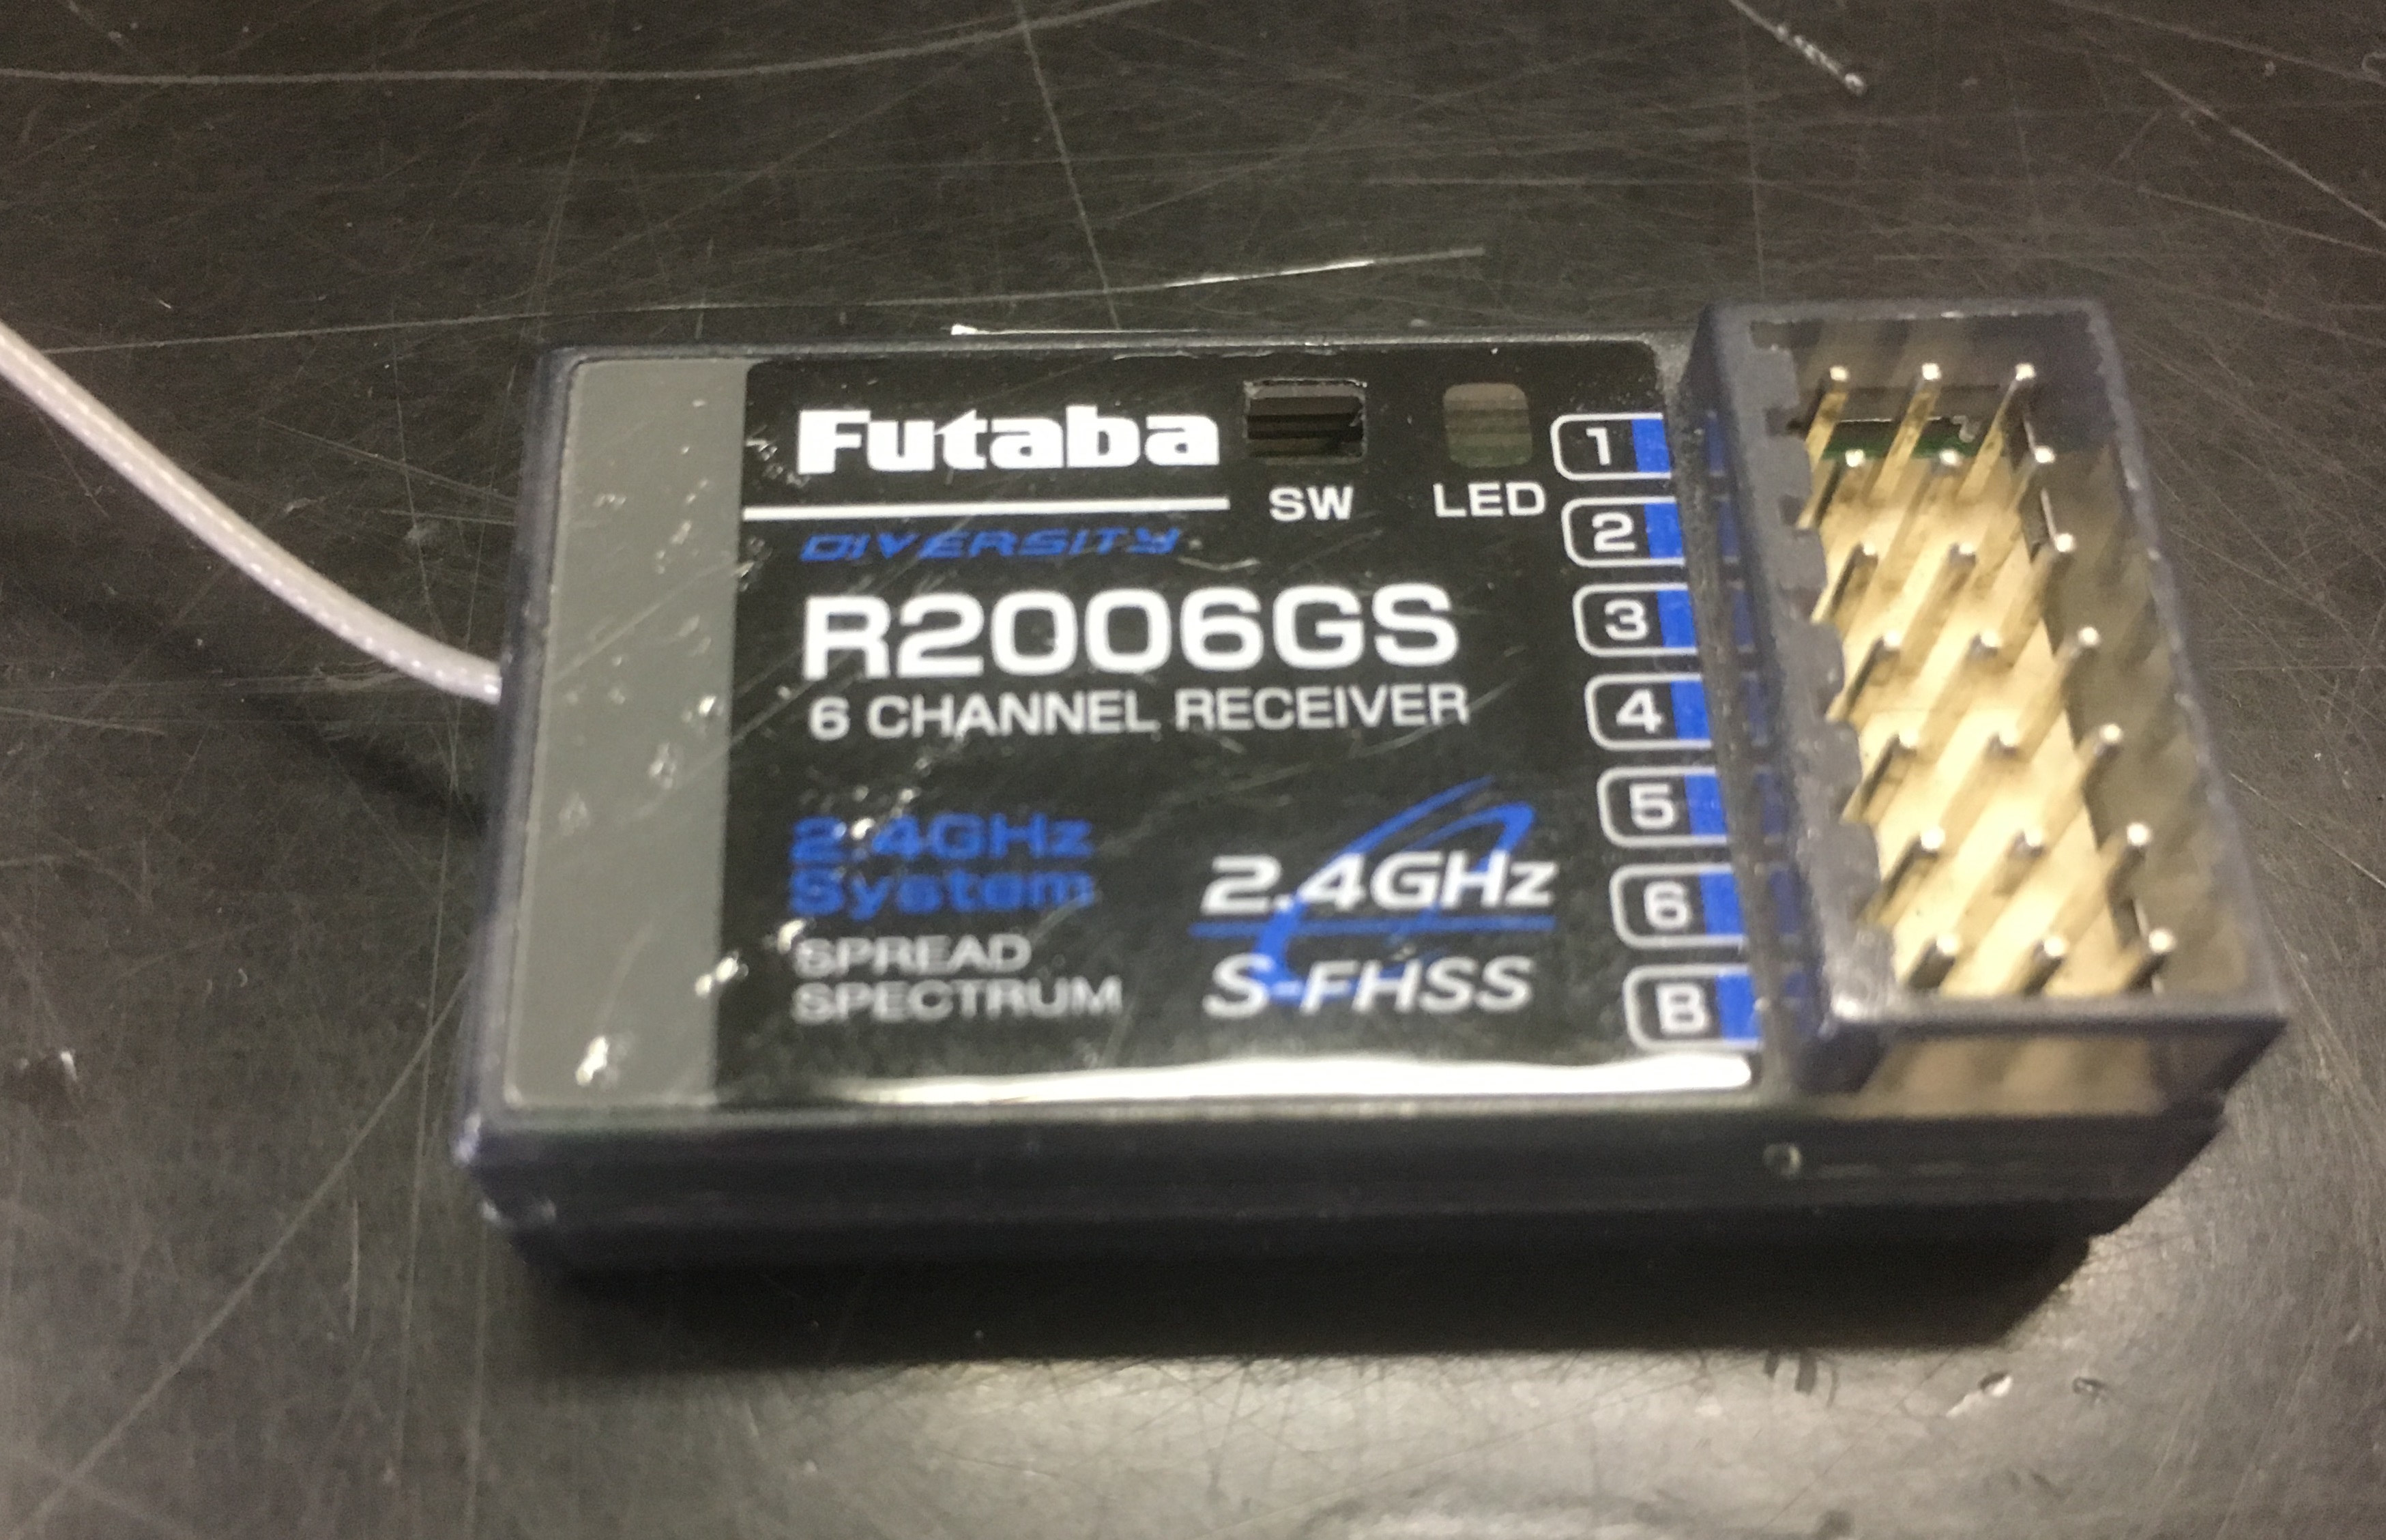 Futaba
SW
LED
DIVERSITY
R2006GS
6 CHANNEL RECEIVER
2.4GHz
System
SPREAD
SPECTRUM
2.4GHz
S-FHSS
1
2
3
4
5
6
B